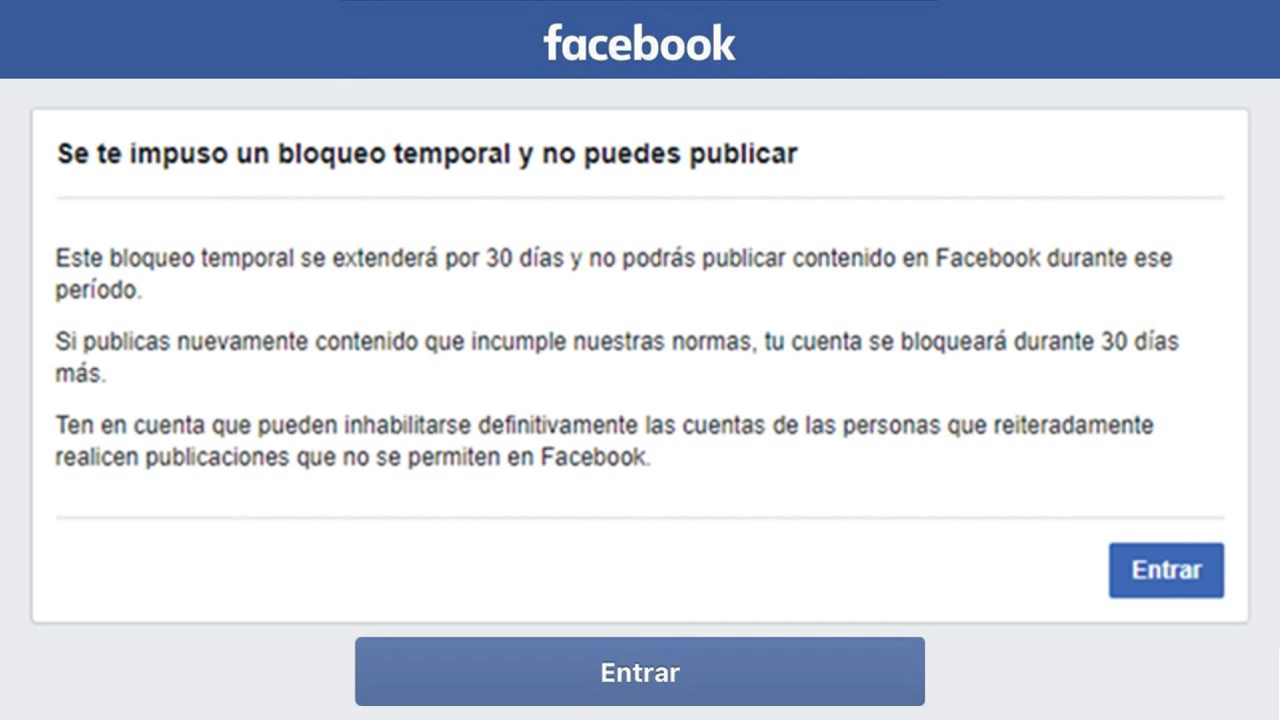 facebook
Se te impuso un bloqueo temporal y no puedes publicar
Este bloqueo temporal se extenderá por 30 días y no podrás publicar contenido en Facebook durante ese
período.
Si publicas nuevamente contenido que incumple nuestras normas, tu cuenta se bloqueará durante 30 días
más.
Ten en cuenta que pueden inhabilitarse definitivamente las cuentas de las personas que reiteradamente
realicen publicaciones que no se permiten en Facebook.
Entrar
Entrar